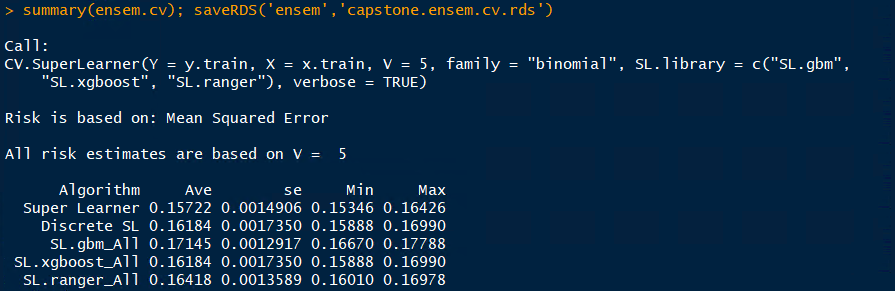 > summary(ensem.cv); saveRDS('ensem','capstone.ensem.cv.rds')
Call:
CV.SuperLearner(Y = y.train, X = x.train, V = 5, family = "binomial", SL.library = c("SL.gbm",
"SL.xgboost", "SL.ranger"), verbose = TRUE)
Risk is based on: Mean Squared Error
All risk estimates are based on V =  5
Algorithm Ave se Min Max
Super Learner 0.15722 0.0014906 0.15346 0.16426
Discrete SL 0.16184 0.0017350 0.15888 0.16990
SL.gbm_All 0.17145 0.0012917 0.16670 0.17788
SL.xgboost_All 0.16184 0.0017350 0.15888 0.16990
SL.ranger_All 0.16418 0.0013589 0.16010 0.16978